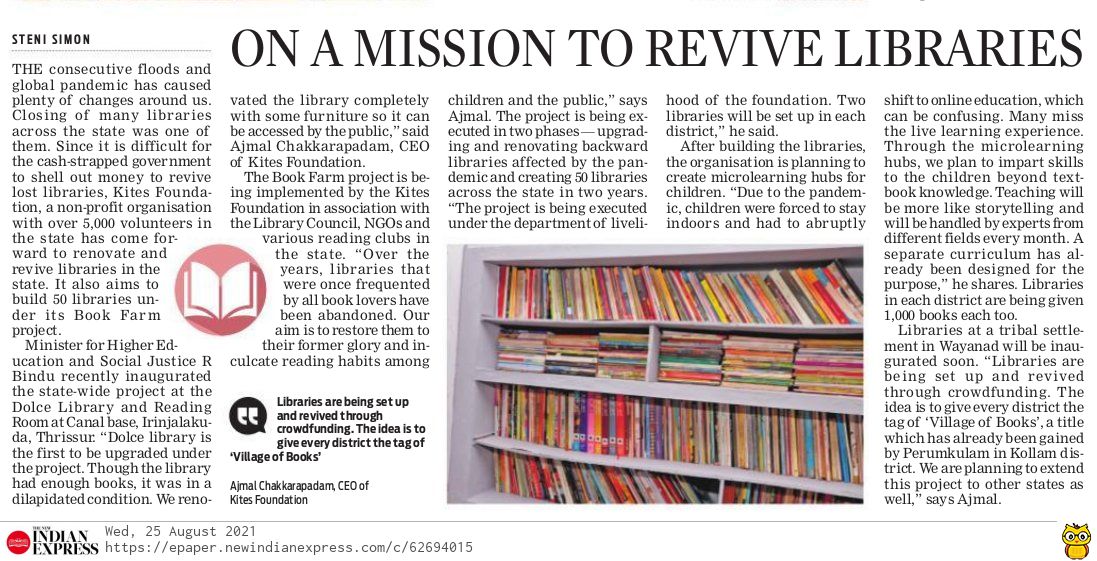 STENI SIMON
ON A MISSION TO REVIVE LIBRARIES
THE consecutive floods and
global pandemic has caused
plenty of changes around us.
Closing of many libraries
across the state was one of
them. Since it is difficult for
the cash-strapped government
to shell out money to revive
lost libraries, Kites Founda-
tion, a non-profit organisation
with over 5,000 volunteers in
the state has come for-
ward to renovate and
revive libraries in the
state. It also aims to
build 50 libraries un-
der its Book Farm
project.
Minister for Higher Ed-
ucation and Social Justice R
Bindu recently inaugurated
the state-wide project at the
Dolce Library and Reading
Room at Canal base, Irinjalaku-
da, Thrissur. “Dolce library is
the first to be upgraded under
the project. Though the library
had enough books, it was in a
dilapidated condition. We reno-
vated the library completely
with some furniture so it can
be accessed by the public,” said
Ajmal Chakkarapadam, CEO
of Kites Foundation.
The Book Farm project is be-
ing implemented by the Kites
Foundation in association with
the Library Council, NGOs and
various reading clubs in
the state. “Over the
years, libraries that
were once frequented
by all book lovers have
been abandoned. Our
aim is to restore them to
their former glory and in-
culcate reading habits among
Libraries are being set up
and revived through
crowdfunding. The idea is to
give every district the tag of
‘Village of Books’
Ajmal Chakkarapadam, CEO of
Kites Foundation
children and the public,” says
Ajmal. The project is being ex-
ecuted in two phases — upgrad-
ing and renovating backward
libraries affected by the pan-
demic and creating 50 libraries
across the state in two years.
“The project is being executed
under the department of liveli-
hood of the foundation. Two
libraries will be set up in each
district,” he said.
After building the libraries,
the organisation is planning to
create microlearning hubs for
children. “Due to the pandem-
ic, children were forced to stay
indoors and had to abruptly
shift to online education, which
can be confusing. Many miss
the live learning experience.
Through the microlearning
hubs, we plan to impart skills
to the children beyond text-
book knowledge. Teaching will
be more like storytelling and
will be handled by experts from
different fields every month. A
separate curriculum has al-
ready been designed for the
purpose,” he shares. Libraries
in each district are being given
1,000 books each too.
Libraries at a tribal settle-
ment in Wayanad will be inau-
gurated soon. “Libraries are
being set up and revived
through crowdfunding. The
idea is to give every district the
tag of ‘Village of Books’, a title
which has already been gained
by Perumkulam in Kollam dis-
trict. We are planning to extend
this project to other states as
well,” says Ajmal.
THE NEW
INDIAN
EXPRESS
Wed, 25 August 2021
https://epaper.newindianexpress.com/c/62694015